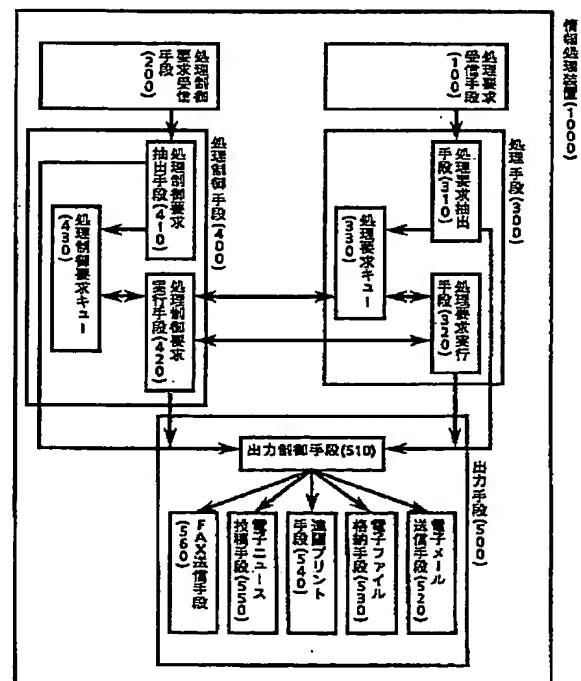 情報処理装置(1000)
処理要求
受信手段
(100)
処理制御
要求受信
手段
(200)
処理手段(300)
処理要求抽出
手段(310)
処理要求キュー
(330)
処理要求実行
手段(320)
処理制御手段(400)
処理制御要求
抽出手段(410)
処理制御要求キュー
(430)
処理制御要求
実行手段(420)
出力手段(500)
出力制御手段(510)
電子メール
送信手段(520)
電子ファイル
格納手段(530)
遠隔プリント
手段(540)
電子ニュース
投稿手段(550)
FAX送信手段
(560)